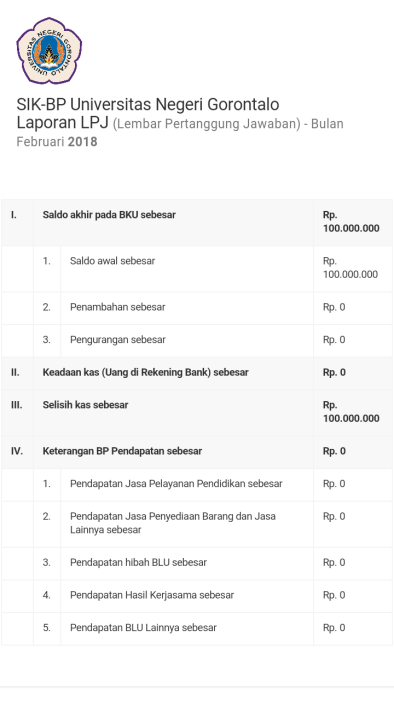 UNIVERSITAS NEGERI GORONTALO
SIK-BP Universitas Negeri Gorontalo
Laporan LPJ (Lembar Pertanggung Jawaban) - Bulan
Februari 2018
I. Saldo akhir pada BKU sebesar Rp.
100.000.000
1. Saldo awal sebesar Rp.
100.000.000
2. Penambahan sebesar Rp. 0
3. Pengurangan sebesar Rp. 0
II. Keadaan kas (Uang di Rekening Bank) sebesar Rp. 0
III. Selisih kas sebesar Rp.
100.000.000
IV. Keterangan BP Pendapatan sebesar Rp. 0
1. Pendapatan Jasa Pelayanan Pendidikan sebesar Rp. 0
2. Pendapatan Jasa Penyediaan Barang dan Jasa Rp. 0
Lainnya sebesar
3. Pendapatan hibah BLU sebesar Rp. 0
4. Pendapatan Hasil Kerjasama sebesar Rp. 0
5. Pendapatan BLU Lainnya sebesar Rp. 0